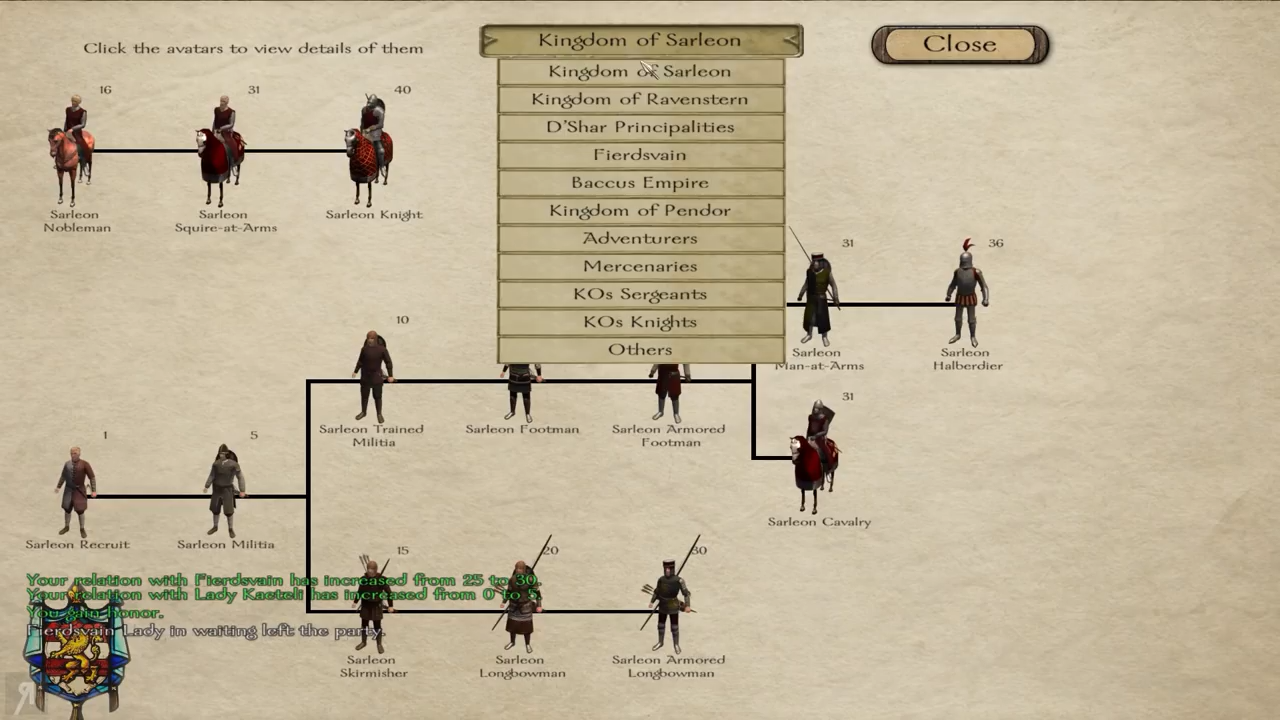 Click the avatars to view details of them
Kingdom of Sarleon
Close
Kingdom of Sarleon
Kingdom of Ravenstern
D'Shar Principalities
Fierdsvain
Baccus Empire
Kingdom of Pendor
Adventurers
Mercenaries
KOs Sergeants
KOs Knights
Others
16
31
40
Sarleon
Nobleman
Sarleon
Squire-at-Arms
Sarleon Knight
31
36
Sarleon
Man-at-Arms
Sarleon
Halberdier
10
Sarleon Trained
Militia
Sarleon Footman
Sarleon Armored
Footman
31
Sarleon Cavalry
1
5
Sarleon Recruit
Sarleon Militia
15
20
30
Sarleon
Skirmisher
Sarleon
Longbowman
Sarleon Armored
Longbowman
Your relation with Fierdsvain has increased from 25 to 30.
Your relation with Lady Kaeteli has increased from 0 to 5.
You gain honor.
Fierdsvain Lady in waiting left the party.